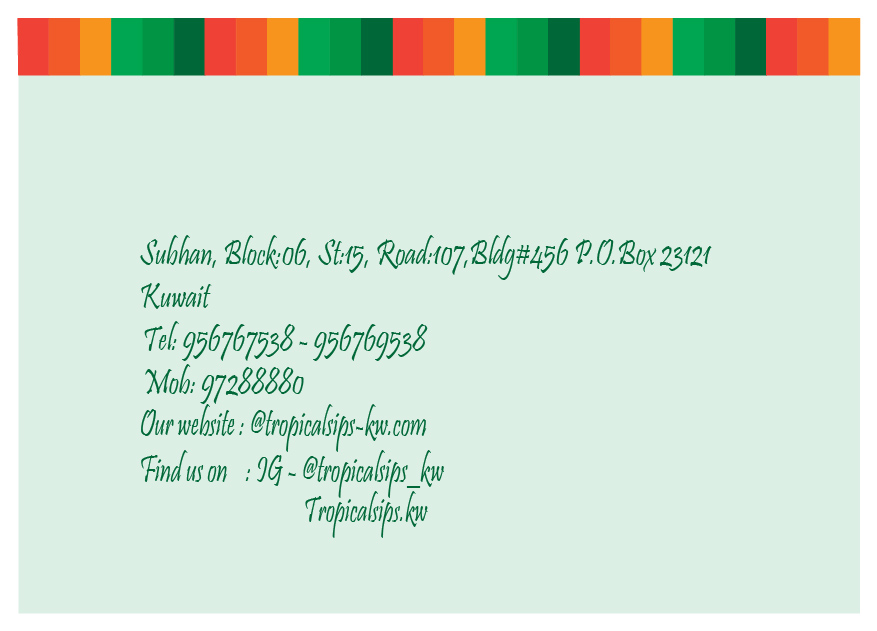 Subhan, Block:06, St:15, Road:107,Bldg#456 P.O.Box 23121
Kuwait
Tel: 956767538 ~ 956769538
Mob: 97288880
Our website : @tropicalsips~kw.com
Find us on : IG ~ @tropicalsips_kw
Tropicalsips.kw